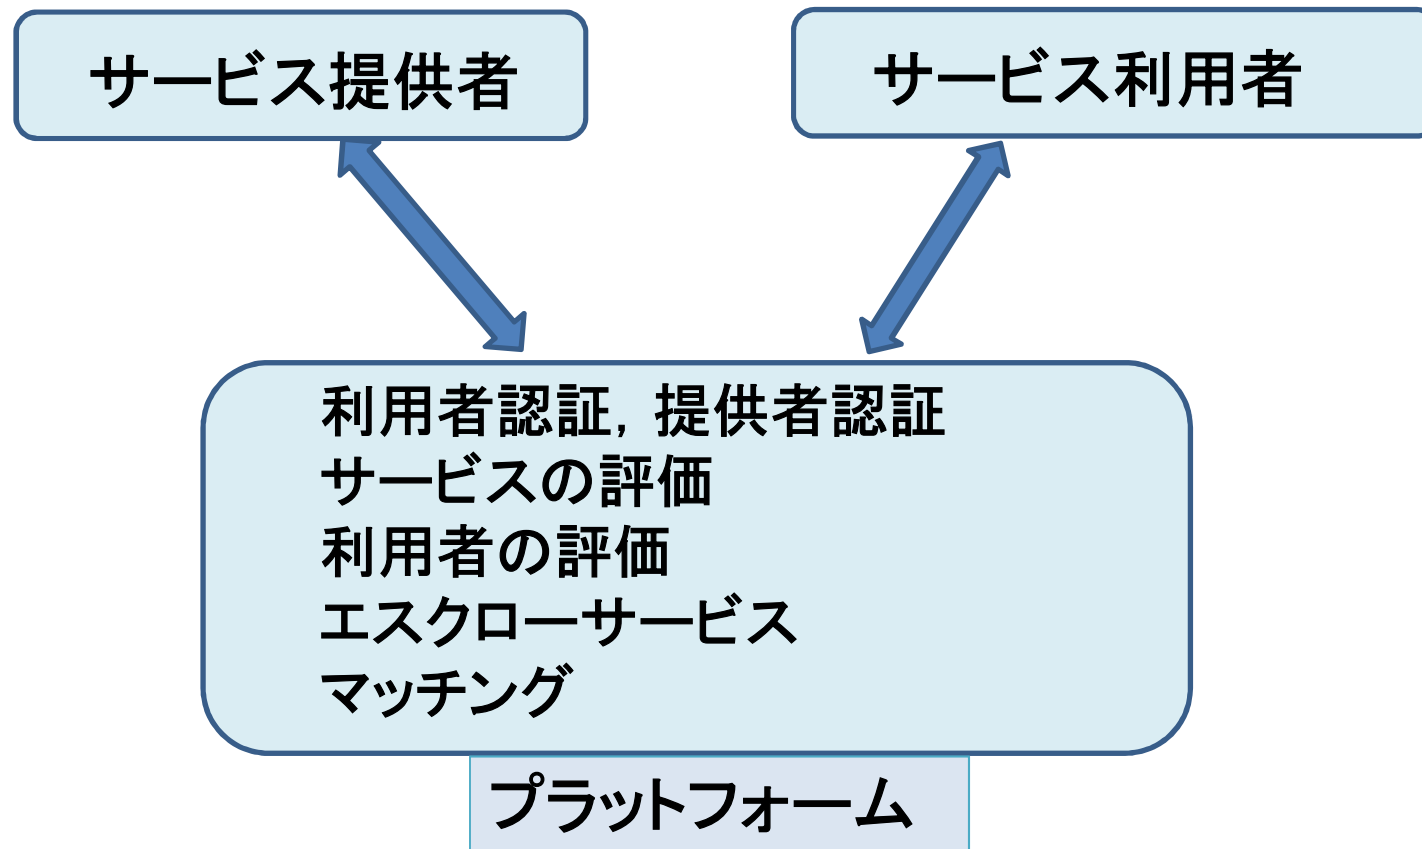 サービス提供者
サービス利用者
利用者認証，提供者認証
サービスの評価
利用者の評価
エスクローサービス
マッチング
プラットフォーム